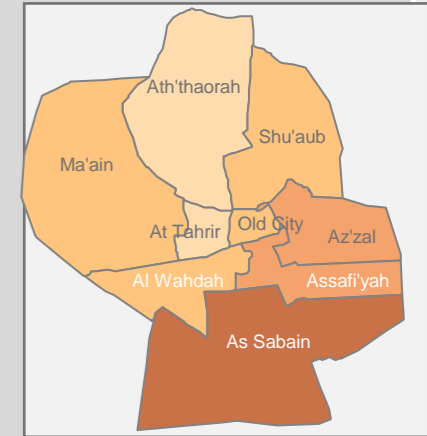 Ath'thaorah
Shu'aub
Ma'ain
Old City
At Tahrir
Az'zal
Al Wahdah
Assafi'yah
As Sabain